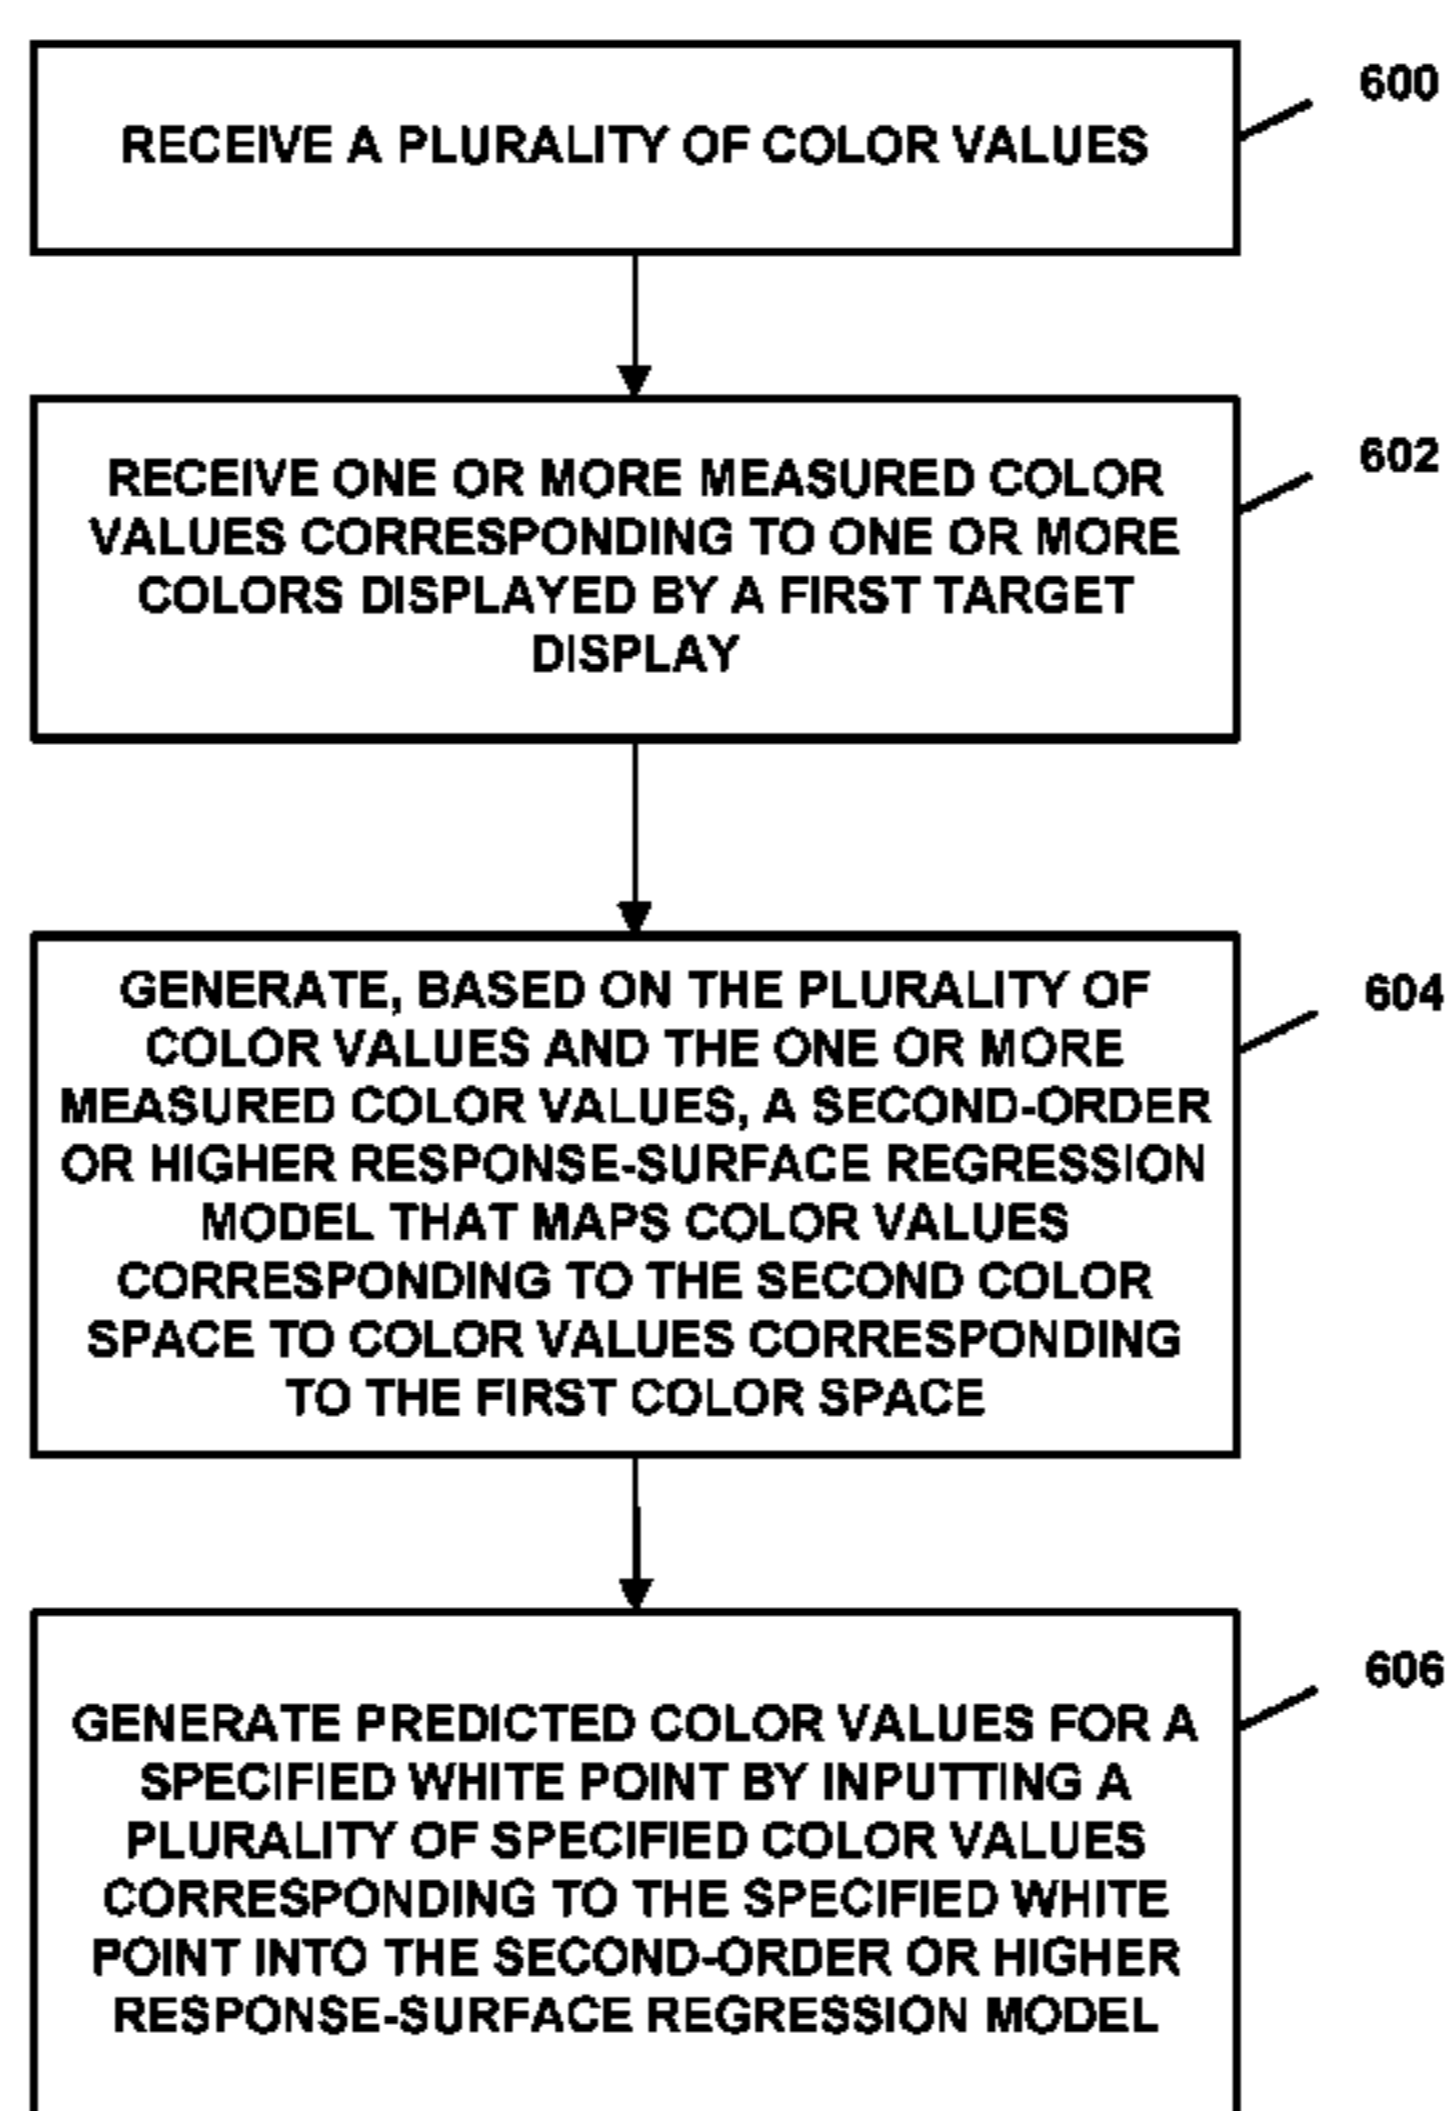 600
RECEIVE A PLURALITY OF COLOR VALUES
602
RECEIVE ONE OR MORE MEASURED COLOR
VALUES CORRESPONDING TO ONE OR MORE
COLORS DISPLAYED BY A FIRST TARGET
DISPLAY
604
GENERATE, BASED ON THE PLURALITY OF
COLOR VALUES AND THE ONE OR MORE
MEASURED COLOR VALUES, A SECOND-ORDER
OR HIGHER RESPONSE-SURFACE REGRESSION
MODEL THAT MAPS COLOR VALUES
CORRESPONDING TO THE SECOND COLOR
SPACE TO COLOR VALUES CORRESPONDING
TO THE FIRST COLOR SPACE
606
GENERATE PREDICTED COLOR VALUES FOR A
SPECIFIED WHITE POINT BY INPUTTING A
PLURALITY OF SPECIFIED COLOR VALUES
CORRESPONDING TO THE SPECIFIED WHITE
POINT INTO THE SECOND-ORDER OR HIGHER
RESPONSE-SURFACE REGRESSION MODEL